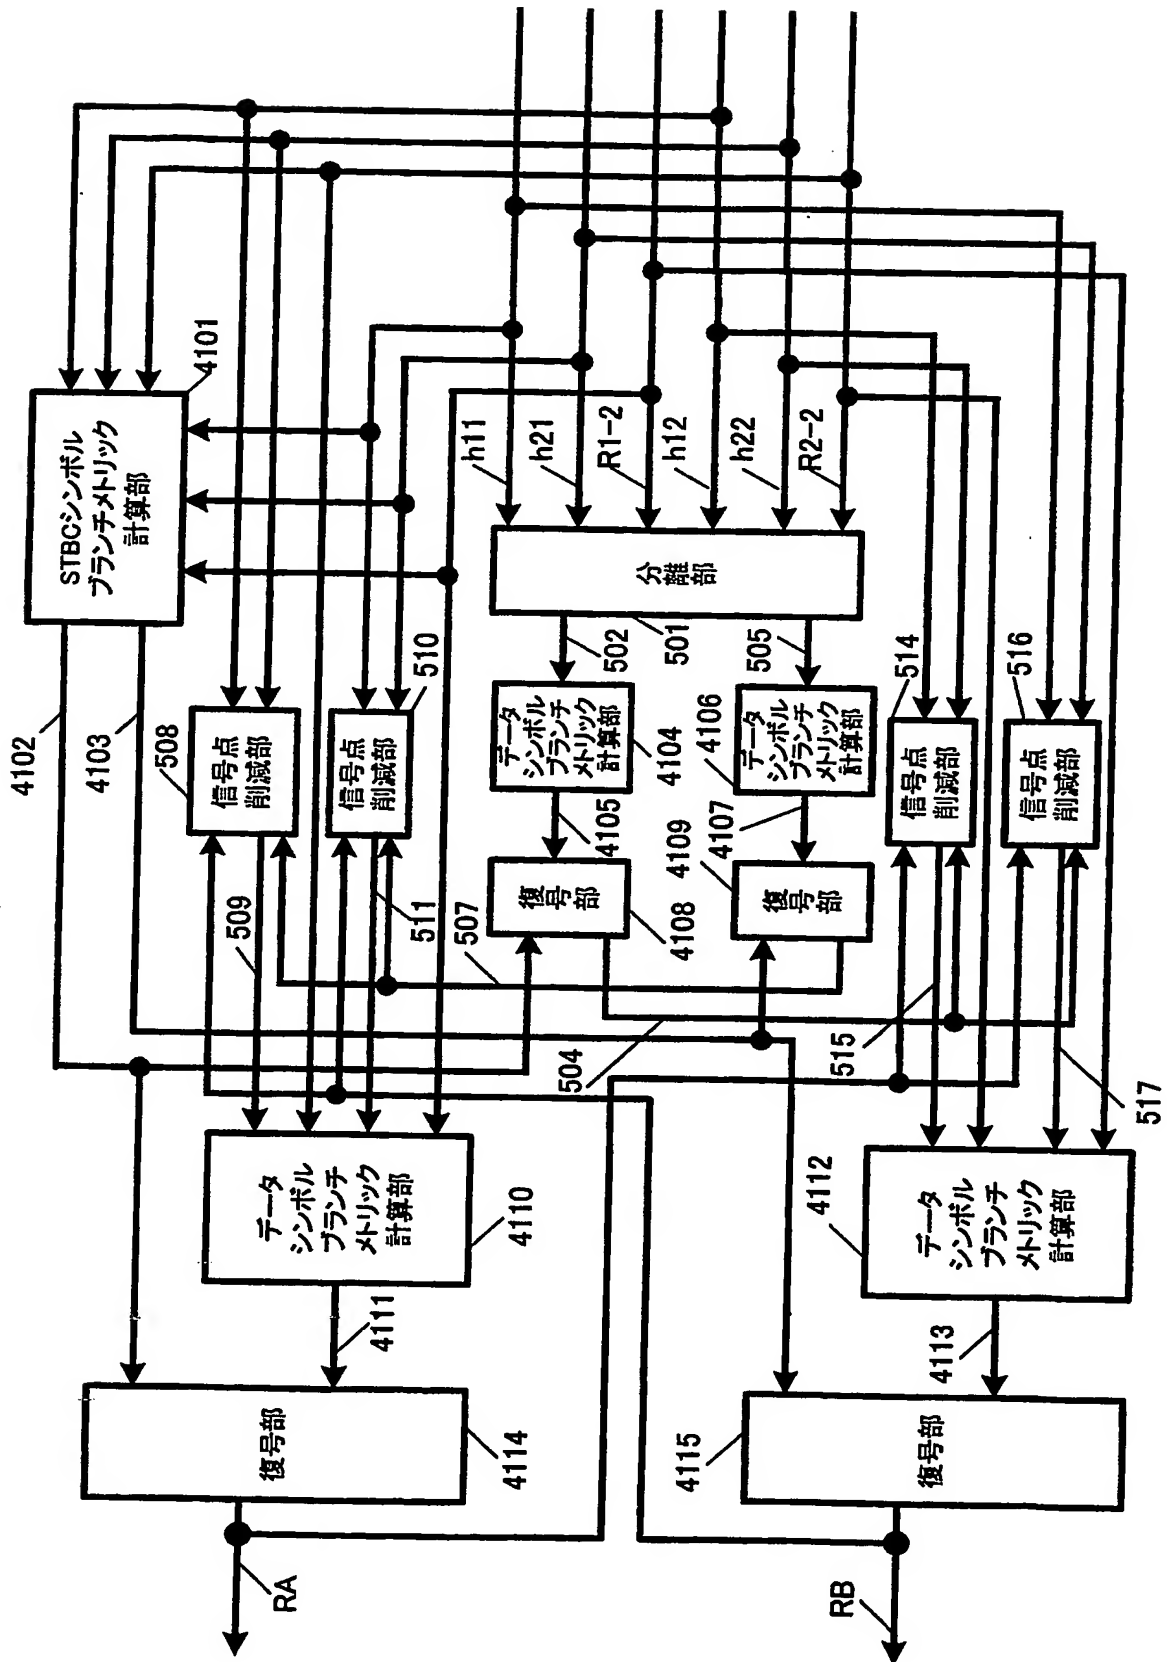 4101
STBCシンボル
ブランチメトリック
計算部
4102
4103
508
信号点
削減部
509
510
信号点
削減部
511
507
h11
h21
R1-2
h12
h22
R2-2
分離部
501
502
505
データ
シンボル
ブランチ
メトリック
計算部
4104
4105
復号部
4108
データ
シンボル
ブランチ
メトリック
計算部
4106
4107
4109
復号部
504
514
信号点
削減部
515
516
信号点
削減部
517
データ
シンボル
ブランチ
メトリック
計算部
4110
4111
復号部
4114
RA
4112
データ
シンボル
ブランチ
メトリック
計算部
4113
4115
復号部
RB